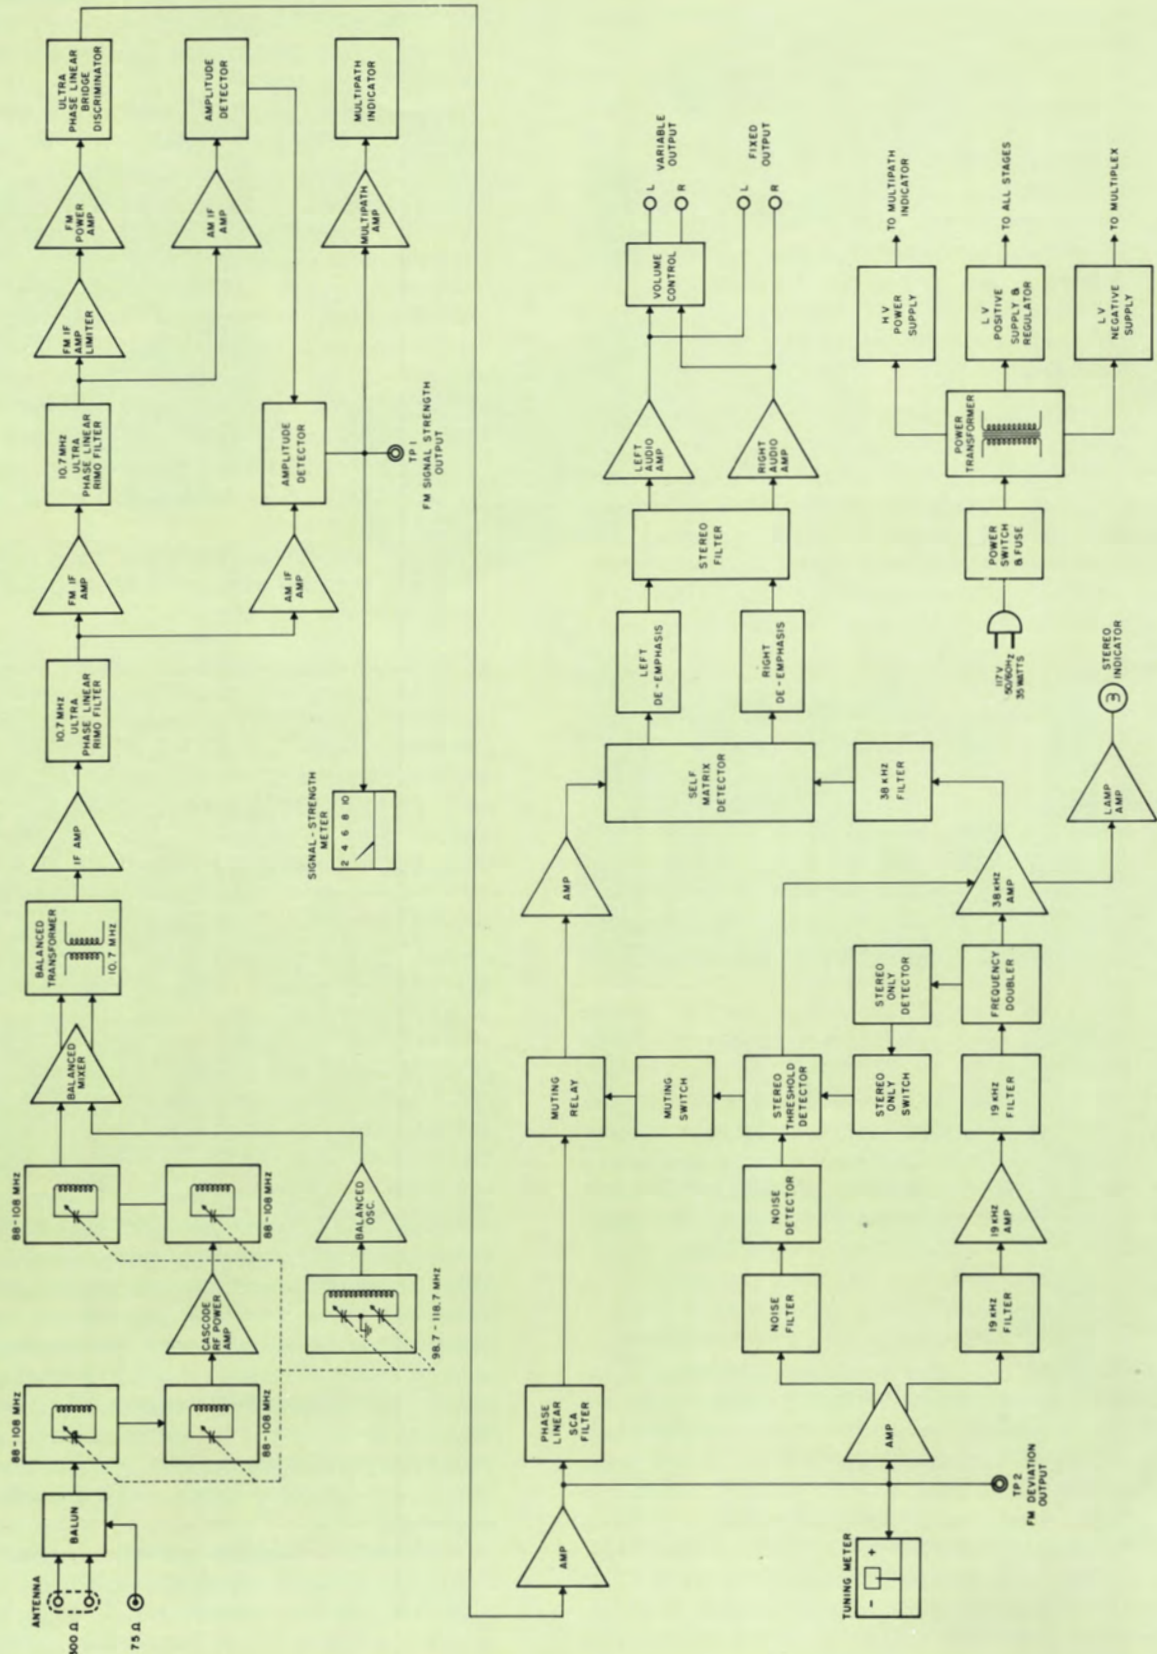 ANTENNA
300 Ω
75 Ω
BALUN
88-108 MHz
88-108 MHz
CASCODE
RF POWER
AMP
88-108 MHz
88-108 MHz
98.7-118.7 MHz
BALANCED
OSC.
BALANCED
MIXER
BALANCED
TRANSFORMER
10.7 MHz
IF AMP
10.7 MHz
ULTRA
PHASE LINEAR
RIMO FILTER
FM IF
AMP
10.7 MHz
ULTRA
PHASE LINEAR
RIMO FILTER
FM IF
AMP
LIMITER
FM
POWER
AMP
ULTRA
PHASE LINEAR
BRIDGE
DISCRIMINATOR
AM IF
AMP
AMPLITUDE
DETECTOR
AM IF
AMP
AMPLITUDE
DETECTOR
MULTIPATH
AMP
MULTIPATH
INDICATOR
SIGNAL-STRENGTH
METER
2 4 6 8 10
TP 1
FM SIGNAL STRENGTH
OUTPUT
AMP
PHASE
LINEAR
SCA
FILTER
MUTING
RELAY
AMP
SELF
MATRIX
DETECTOR
LEFT
DE-EMPHASIS
RIGHT
DE-EMPHASIS
STEREO
FILTER
LEFT
AUDIO
AMP
RIGHT
AUDIO
AMP
VOLUME
CONTROL
L
R
VARIABLE
OUTPUT
L
R
FIXED
OUTPUT
TUNING METER
- +
TP 2
FM DEVIATION
OUTPUT
AMP
NOISE
FILTER
NOISE
DETECTOR
STEREO
THRESHOLD
DETECTOR
MUTING
SWITCH
STEREO
ONLY
SWITCH
STEREO
ONLY
DETECTOR
19 kHz
FILTER
19 kHz
AMP
19 kHz
FILTER
FREQUENCY
DOUBLER
38 kHz
AMP
38 kHz
FILTER
LAMP
AMP
STEREO
INDICATOR
117V
50/60Hz
35 WATTS
POWER
SWITCH
& FUSE
POWER
TRANSFORMER
HV
POWER
SUPPLY
TO MULTIPATH
INDICATOR
LV
POSITIVE
SUPPLY &
REGULATOR
TO ALL STAGES
LV
NEGATIVE
SUPPLY
TO MULTIPLEX